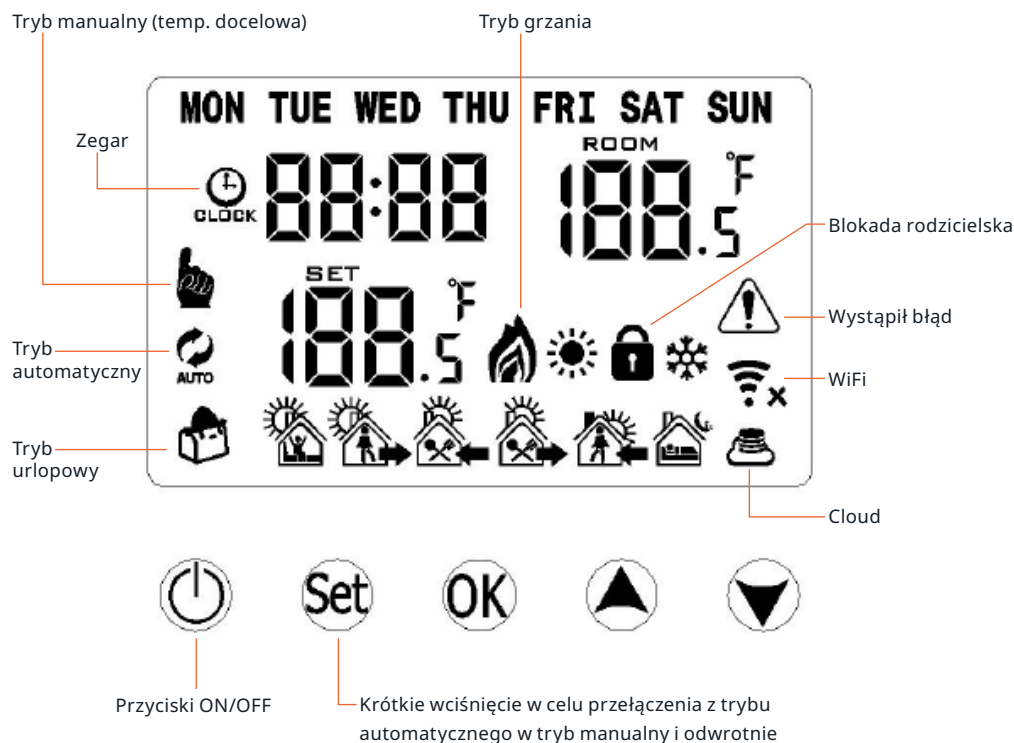 Tryb manualny (temp. docelowa)
Tryb grzania
MON TUE WED THU FRI SAT SUN
Zegar
CLOCK
88:88
ROOM
188.5 °F
Blokada rodzicielska
SET
188.5 °F
Wystąpił błąd
Tryb
automatyczny
AUTO
WiFi
Tryb
urlopowy
Cloud
Set
OK
Przyciski ON/OFF
Krótkie wciśnięcie w celu przełączenia z trybu
automatycznego w tryb manualny i odwrotnie